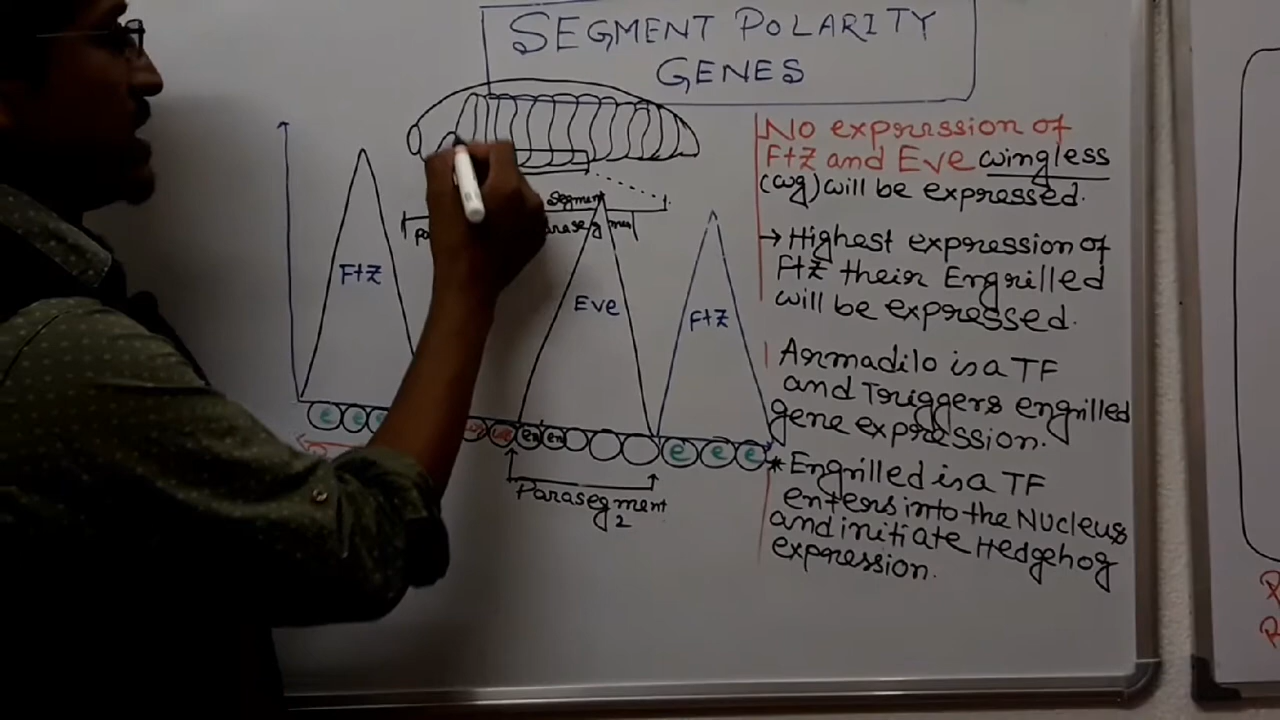 SEGMENT POLARITY
GENES
No expression of
Ftz and Eve wingless
(wg) will be expressed.
→ Highest expression of
Ftz their Engrilled
will be expressed.
Armadilo is a TF
and Triggers engrilled
gene expression.
* Engrilled is a TF
enters into the Nucleus
and initiate Hedgehog
expression.
segment
Ftz
Eve
Ftz
e e
en en
e e e
Parasegment
2